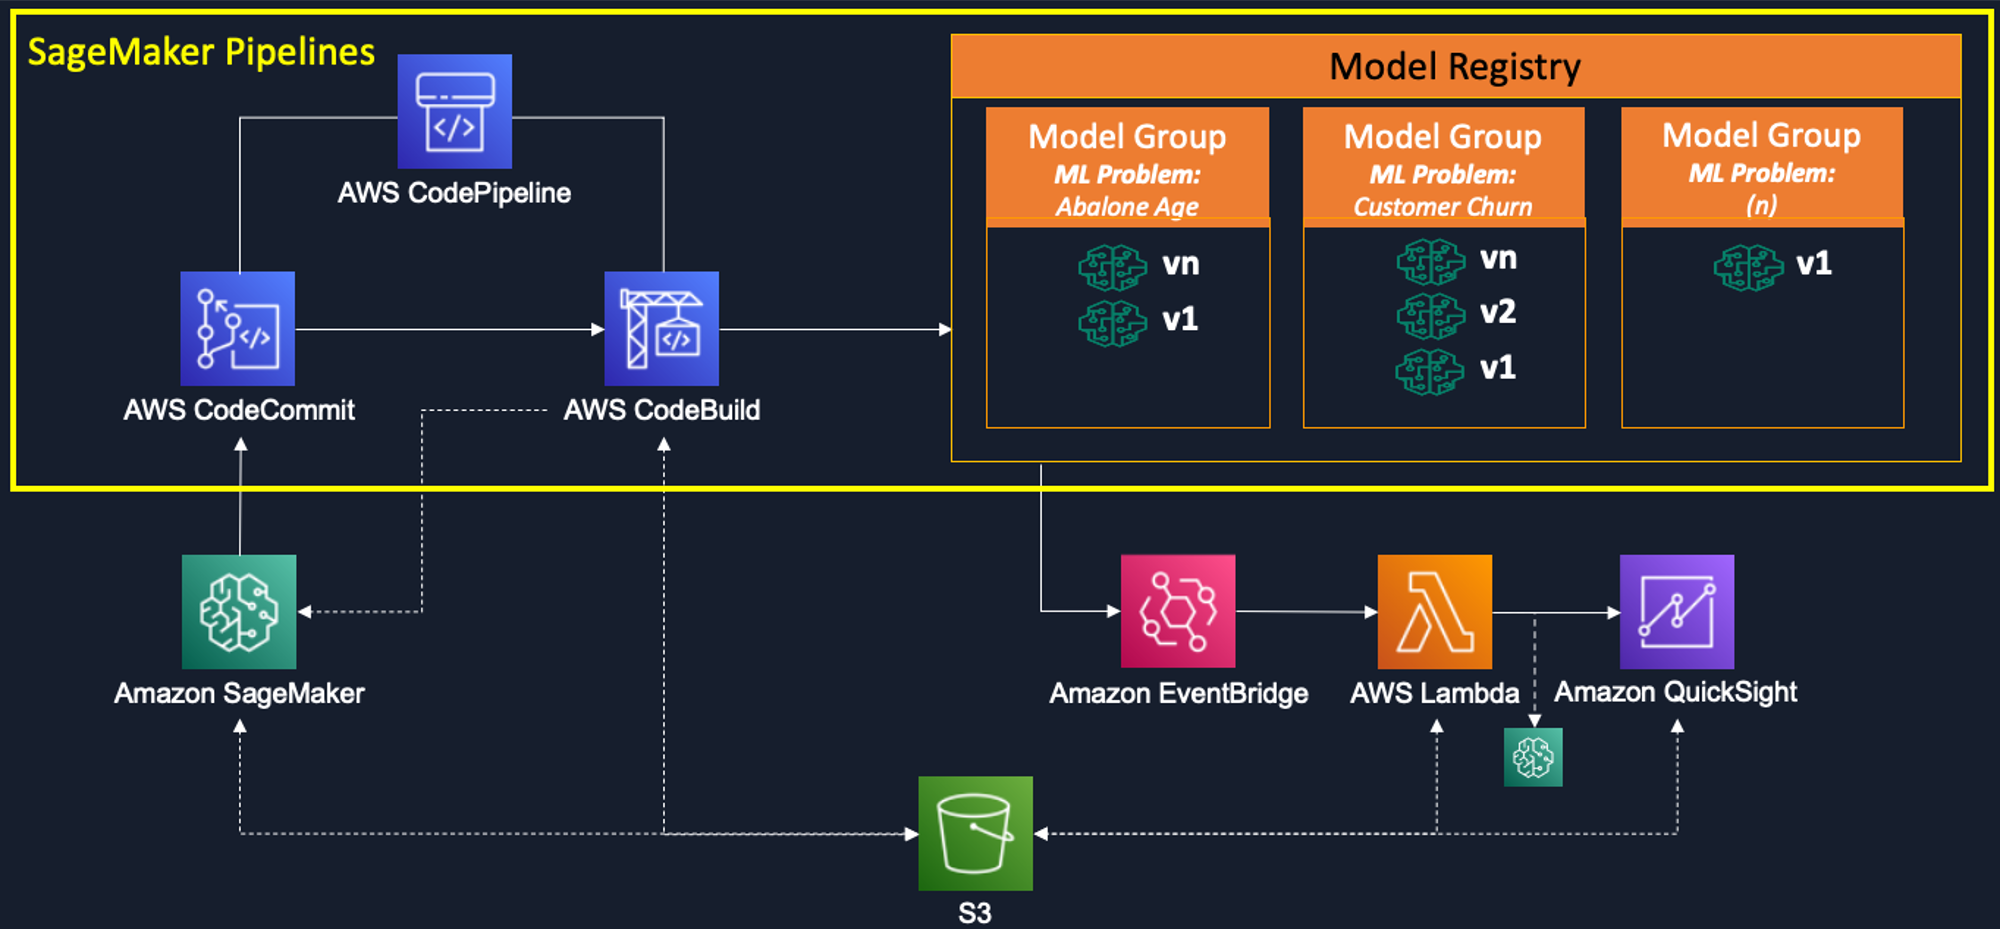 SageMaker Pipelines
AWS CodePipeline
AWS CodeCommit
AWS CodeBuild
Model Registry
Model Group
ML Problem:
Abalone Age
vn
v1
Model Group
ML Problem:
Customer Churn
vn
v2
v1
Model Group
ML Problem:
(n)
v1
Amazon SageMaker
Amazon EventBridge
AWS Lambda
Amazon QuickSight
S3